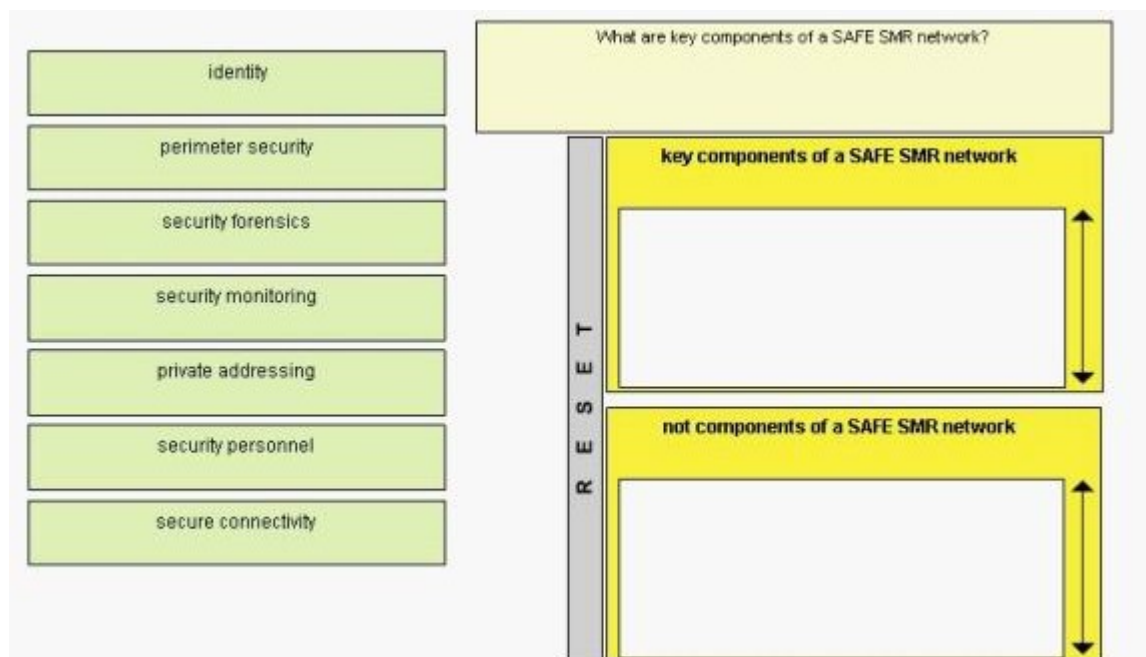 What are key components of a SAFE SMR network?
identity
perimeter security
security forensics
security monitoring
private addressing
security personnel
secure connectivity
RESET
key components of a SAFE SMR network
not components of a SAFE SMR network